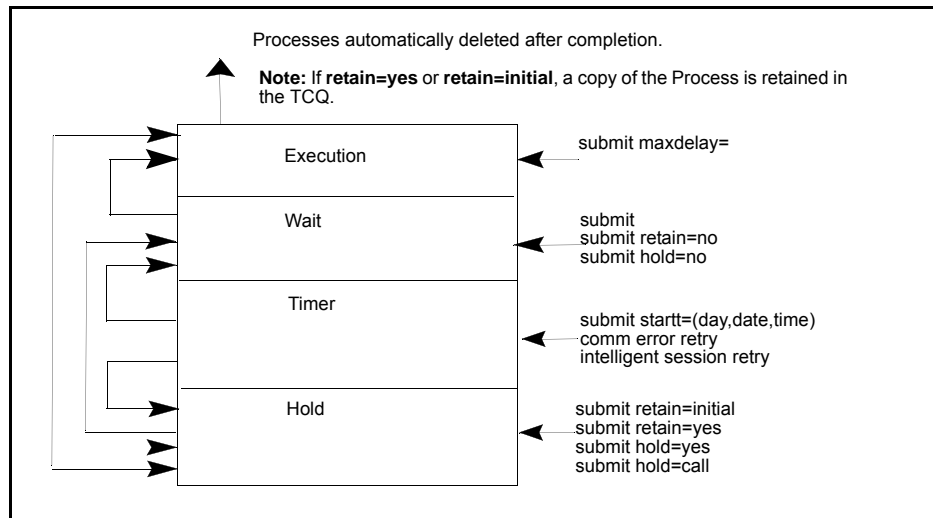 Processes automatically deleted after completion.
Note: If retain=yes or retain=initial, a copy of the Process is retained in
the TCQ.
Execution
submit maxdelay=
Wait
submit
submit retain=no
submit hold=no
Timer
submit startt=(day,date,time)
comm error retry
intelligent session retry
Hold
submit retain=initial
submit retain=yes
submit hold=yes
submit hold=call